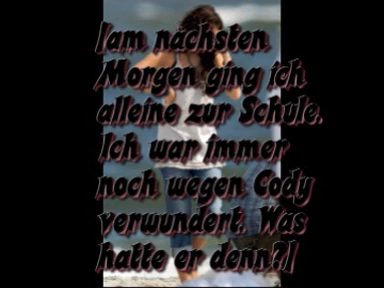 [am nächsten
Morgen ging ich
alleine zur Schule.
Ich war immer
noch wegen Cody
verwundert. Was
hatte er denn?]